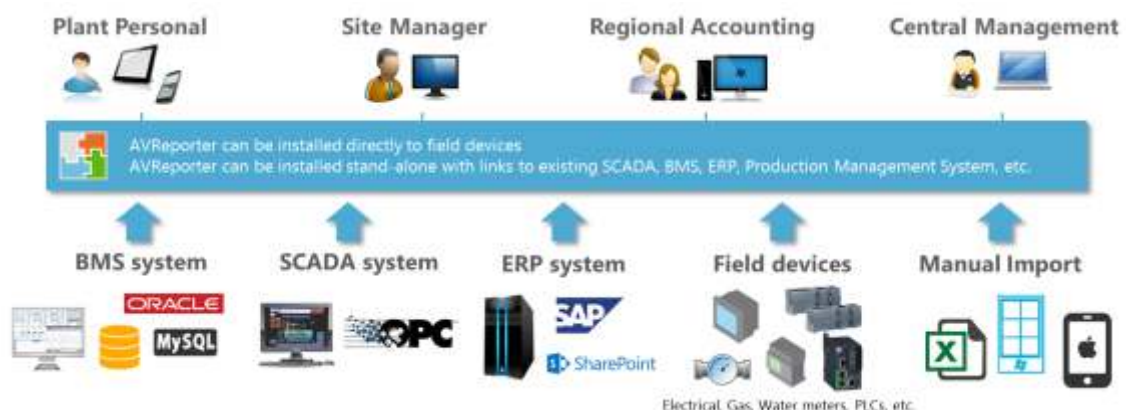 Plant Personal
Site Manager
Regional Accounting
Central Management
AVReporter can be installed directly to field devices
AVReporter can be installed stand-alone with links to existing SCADA, BMS, ERP, Production Management System, etc.
BMS system
SCADA system
ERP system
Field devices
Manual Import
ORACLE
MySQL
OPC
SAP
S SharePoint
X
Electrical, Gas, Water meters, PLCs, etc.